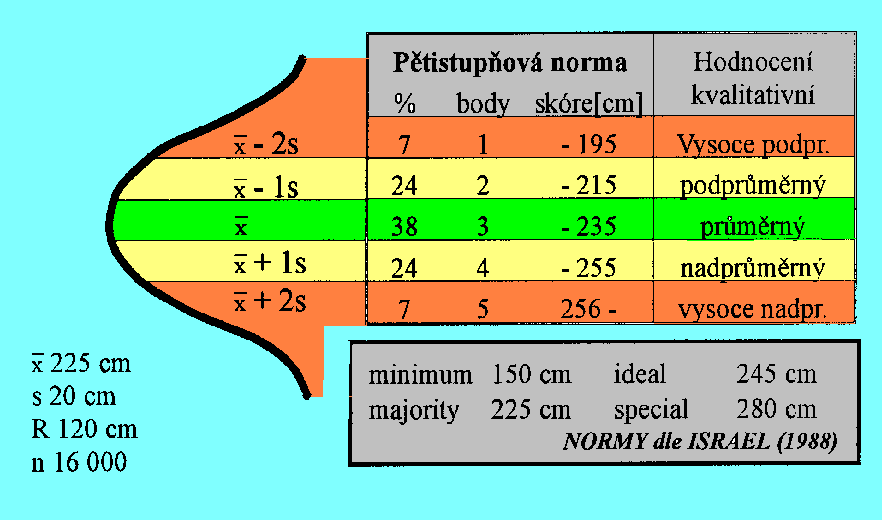 Pětistupňová norma Hodnocení
% body skóre[cm] kvalitativní
x̅ - 2s 7 1 - 195 Vysoce podpr.
x̅ - 1s 24 2 - 215 podprůměrný
x̅ 38 3 - 235 průměrný
x̅ + 1s 24 4 - 255 nadprůměrný
x̅ + 2s 7 5 256 - vysoce nadpr.
x̅ 225 cm
s 20 cm
R 120 cm
n 16 000
minimum 150 cm ideal 245 cm
majority 225 cm special 280 cm
NORMY dle ISRAEL (1988)